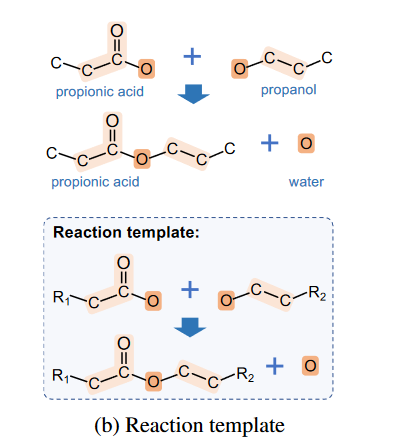 O
C C C O + O C C C
propionic acid propanol
O
C C C O C C C + O
propionic acid water
Reaction template:
O
R1 C C O + O C C R2
O
R1 C C O C C R2 + O
(b) Reaction template